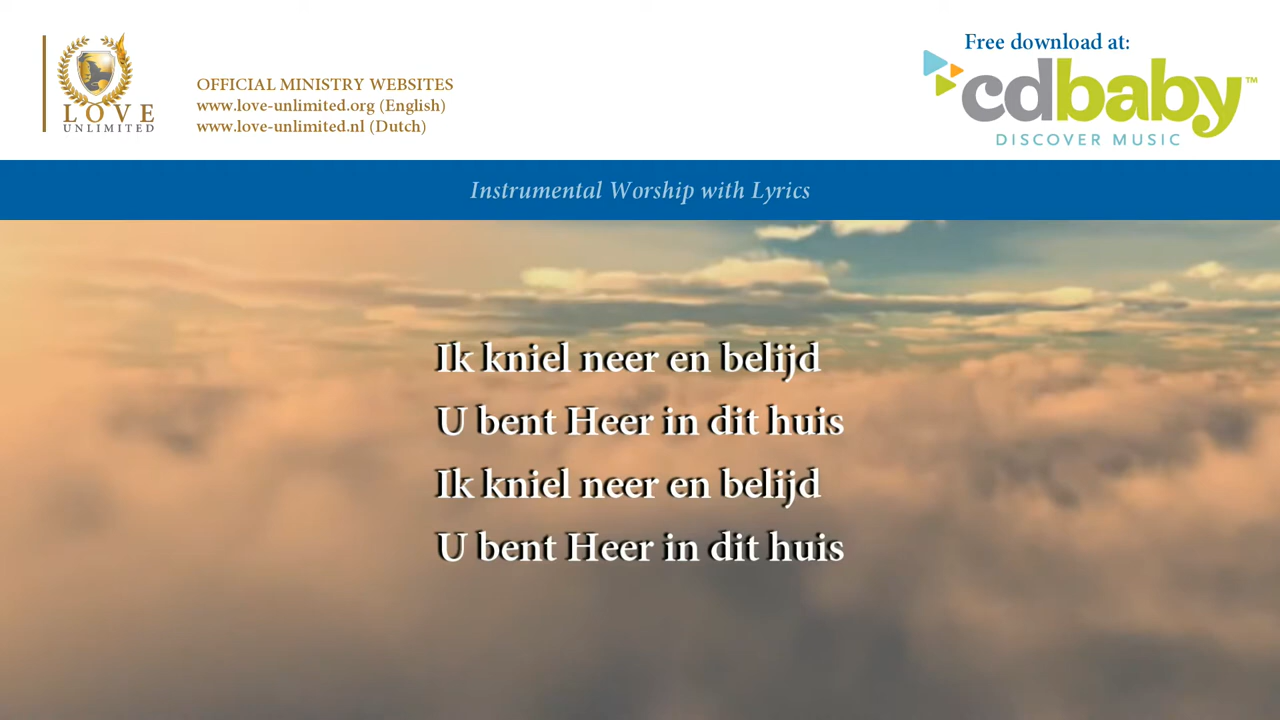 LOVE
UNLIMITED
OFFICIAL MINISTRY WEBSITES
www.love-unlimited.org (English)
www.love-unlimited.nl (Dutch)
Free download at:
cdbaby™
DISCOVER MUSIC
Instrumental Worship with Lyrics
Ik kniel neer en belijd
U bent Heer in dit huis
Ik kniel neer en belijd
U bent Heer in dit huis